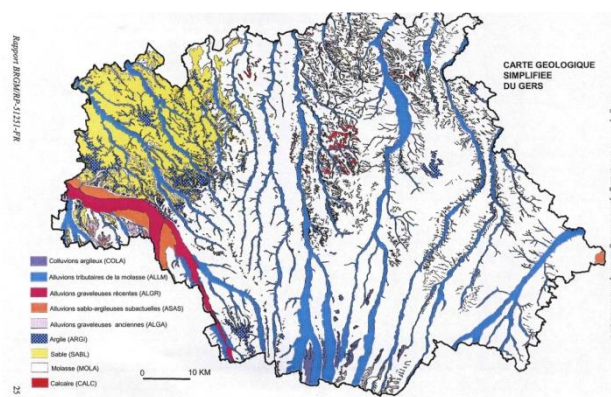 CARTE GEOLOGIQUE
SIMPLIFIEE
DU GERS
Rapport BRGM/RP-51251-FR
Colluvions argileux (COLA)
Alluvions tributaires de la molasse (ALLM)
Alluvions graveleuses récentes (ALGR)
Alluvions sablo-argileuses subactuelles (ASAS)
Alluvions graveleuses anciennes (ALGA)
Argile (ARGI)
Sable (SABL)
Molasse (MOLA)
Calcaire (CALC)
0 10 KM
25